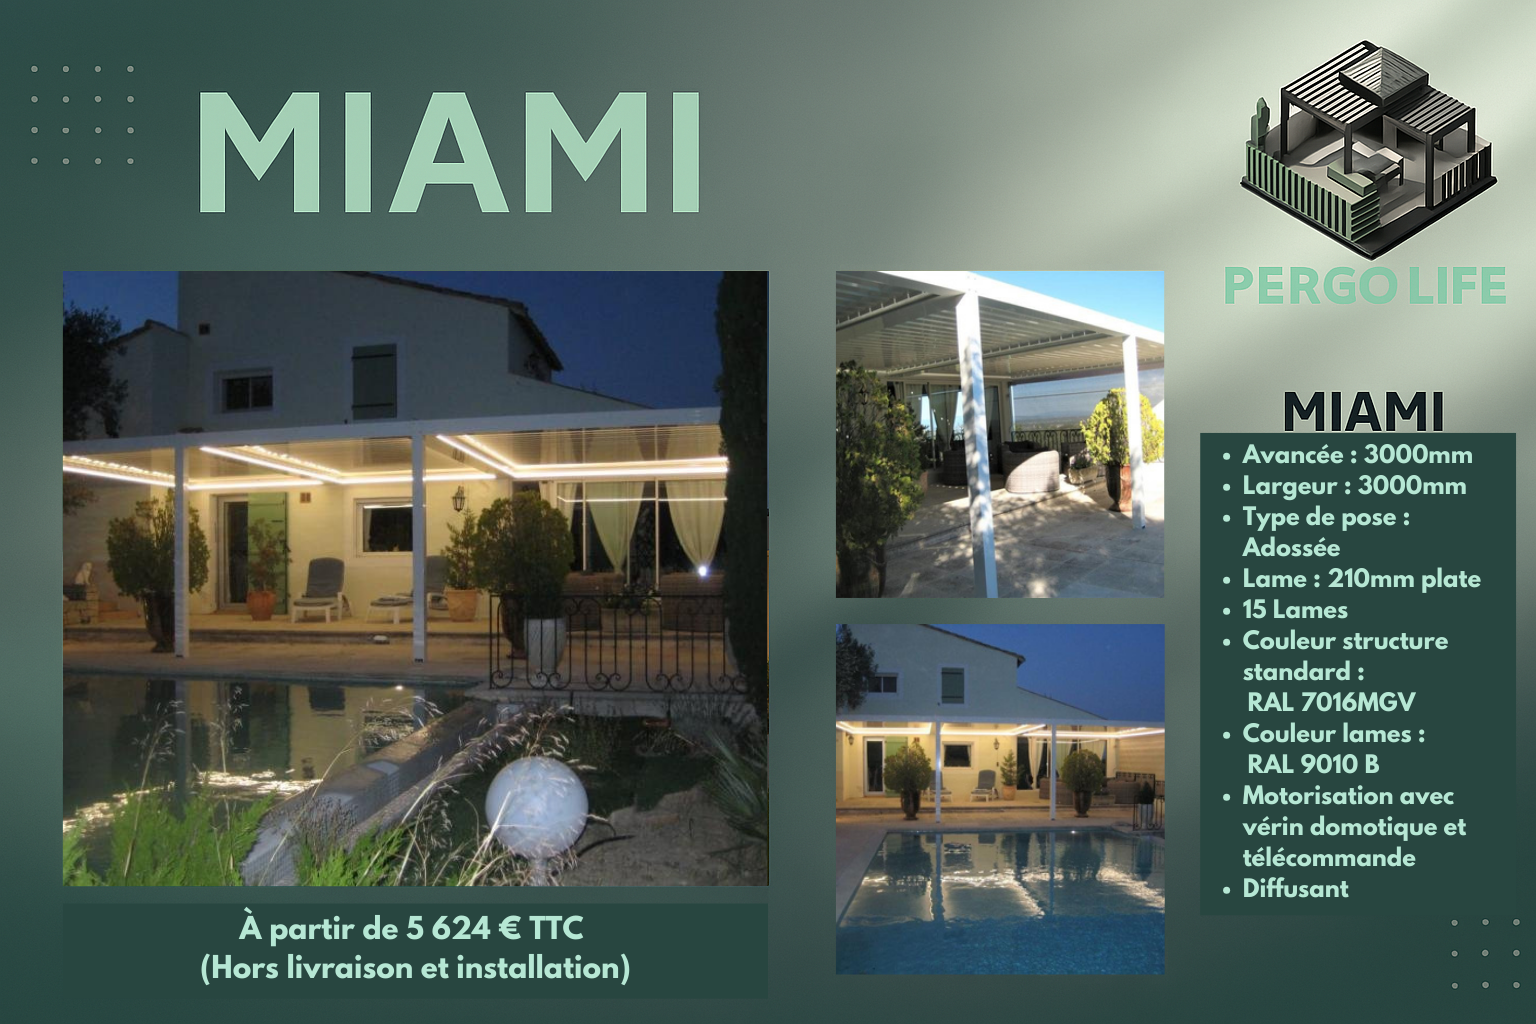 MIAMI
PERGO LIFE
MIAMI
• Avancée : 3000mm
• Largeur : 3000mm
• Type de pose :
Adossée
• Lame : 210mm plate
• 15 Lames
• Couleur structure
standard :
RAL 7016MGV
• Couleur lames :
RAL 9010 B
• Motorisation avec
vérin domotique et
télécommande
• Diffusant
À partir de 5 624 € TTC
(Hors livraison et installation)